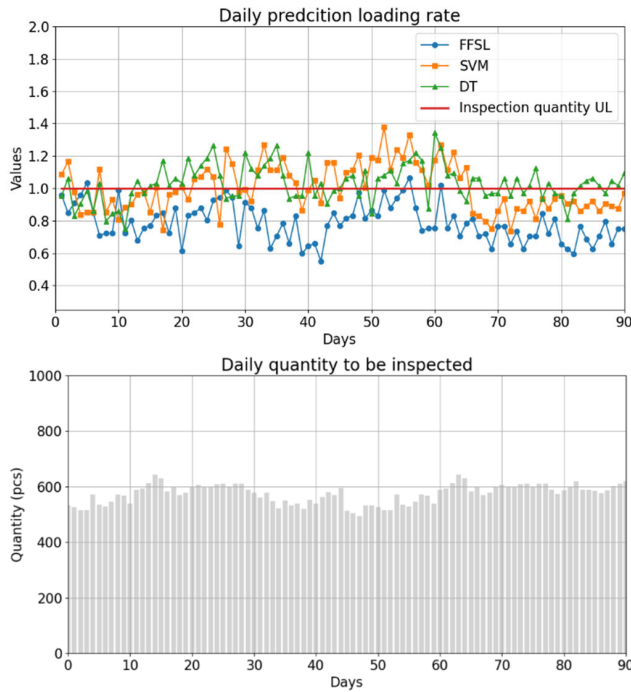 Daily predcition loading rate
2.0
1.8
1.6
1.4
1.2
1.0
0.8
0.6
0.4
Values
FFSL
SVM
DT
Inspection quantity UL
0 10 20 30 40 50 60 70 80 90
Days
Daily quantity to be inspected
1000
800
600
400
200
0
Quantity (pcs)
0 10 20 30 40 50 60 70 80 90
Days